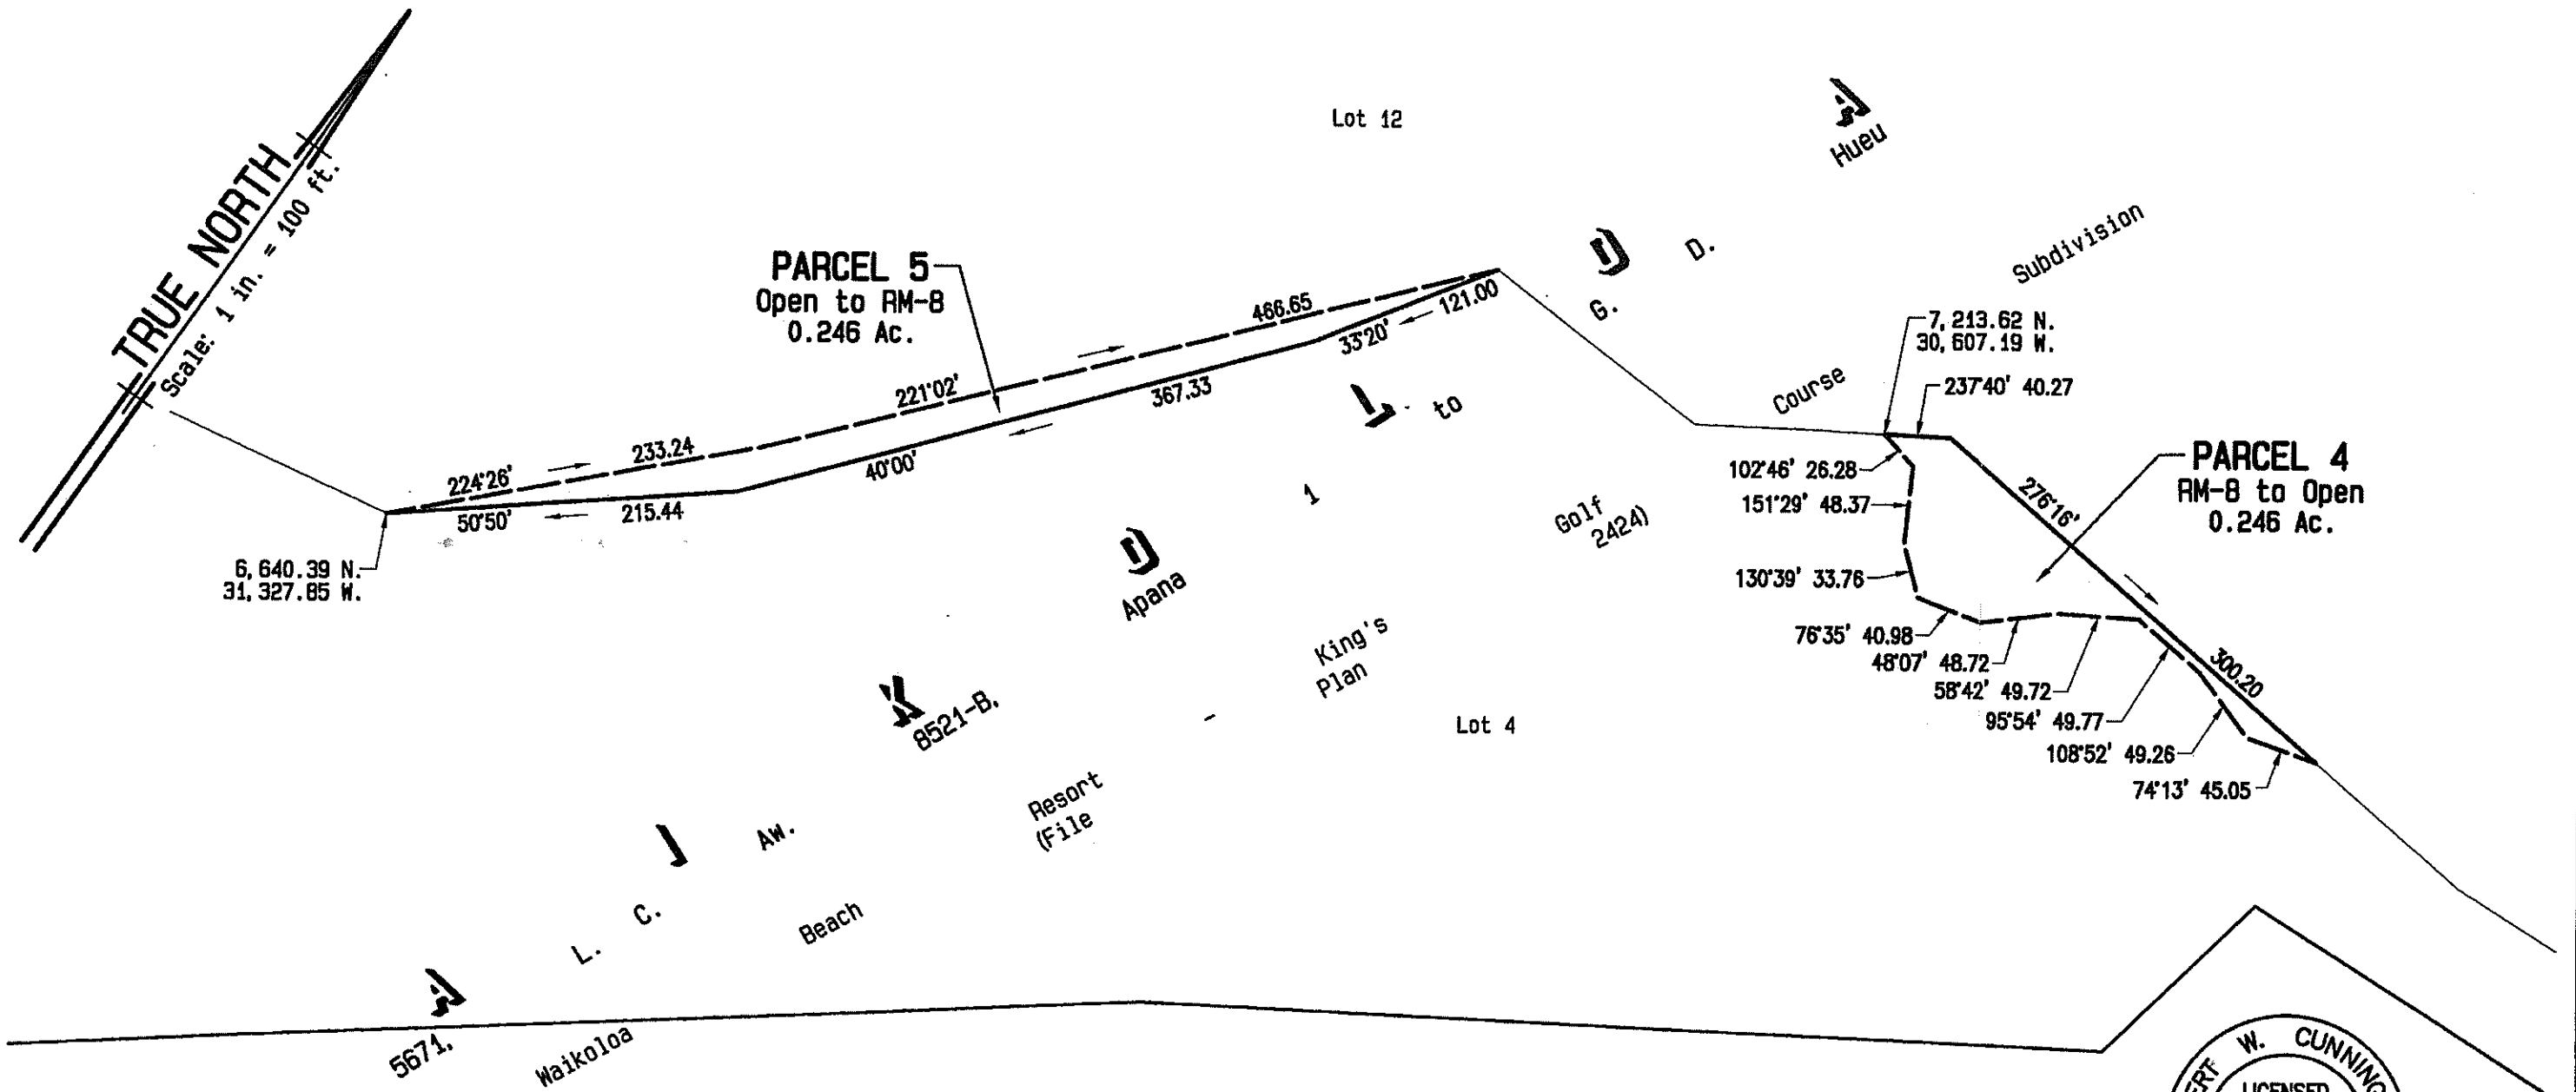 TRUE NORTH
Scale: 1 in. = 100 ft.
Lot 12
A
Hueu
PARCEL 5
Open to RM-8
0.246 Ac.
466.65
121.00
33°20'
G.
D.
Subdivision
7,213.62 N.
30,607.19 W.
237°40' 40.27
Course
221°02'
367.33
L
to
233.24
224°26'
40°00'
50°50'
215.44
6,640.39 N.
31,327.85 W.
PARCEL 4
RM-8 to Open
0.246 Ac.
102°46' 26.28
151°29' 48.37
130°39' 33.76
76°35' 40.98
48°07' 48.72
58°42' 49.72
95°54' 49.77
108°52' 49.26
74°13' 45.05
276°16'
300.20
Apana
1
Golf
2424)
King's
Plan
K
8521-B,
Resort
-
(File
Lot 4
I
Aw.
C.
L.
Beach
A
5671,
Waikoloa
W. CUNNING
LICENSED